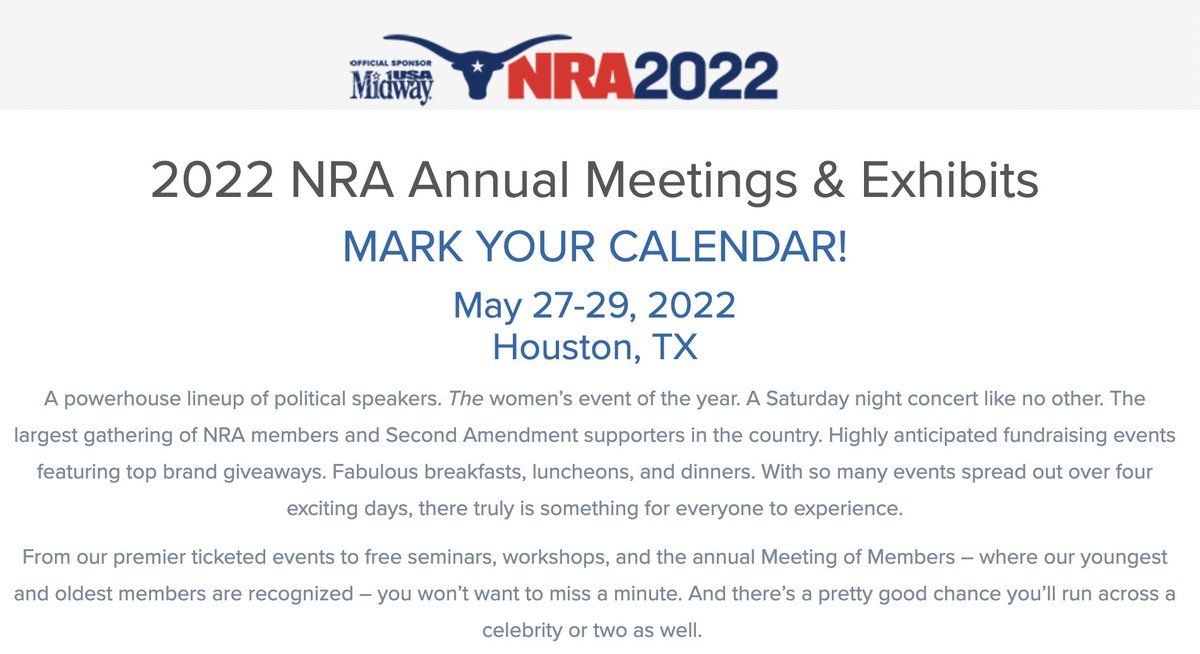 OFFICIAL SPONSOR
MidwayUSA
NRA2022
2022 NRA Annual Meetings & Exhibits
MARK YOUR CALENDAR!
May 27-29, 2022
Houston, TX
A powerhouse lineup of political speakers. The women's event of the year. A Saturday night concert like no other. The
largest gathering of NRA members and Second Amendment supporters in the country. Highly anticipated fundraising events
featuring top brand giveaways. Fabulous breakfasts, luncheons, and dinners. With so many events spread out over four
exciting days, there truly is something for everyone to experience.
From our premier ticketed events to free seminars, workshops, and the annual Meeting of Members – where our youngest
and oldest members are recognized – you won't want to miss a minute. And there's a pretty good chance you'll run across a
celebrity or two as well.